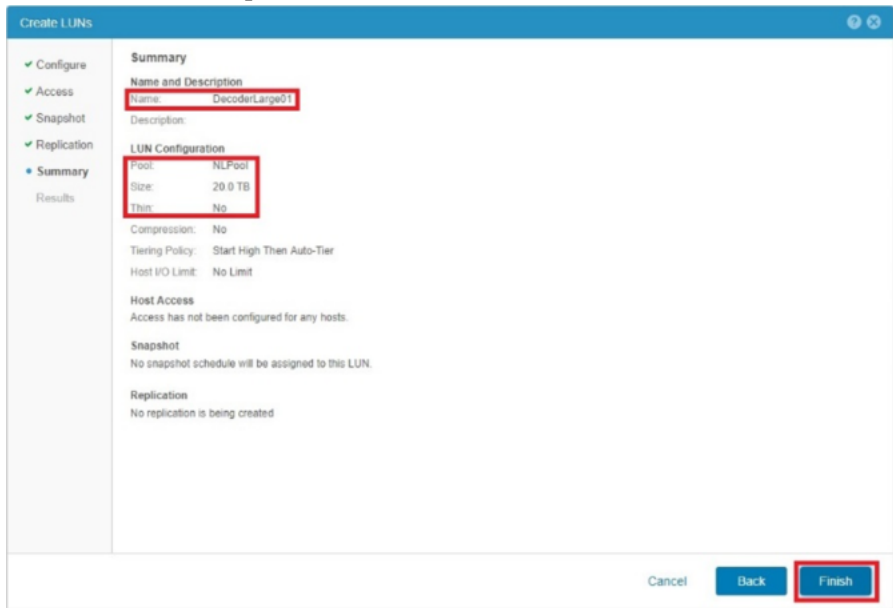 Create LUNs
Configure
Access
Snapshot
Replication
Summary
Results
Summary
Name and Description
Name: DecoderLarge01
Description:
LUN Configuration
Pool: NLPool
Size: 20.0 TB
Thin: No
Compression: No
Tiering Policy: Start High Then Auto-Tier
Host I/O Limit: No Limit
Host Access
Access has not been configured for any hosts.
Snapshot
No snapshot schedule will be assigned to this LUN.
Replication
No replication is being created
Cancel Back Finish